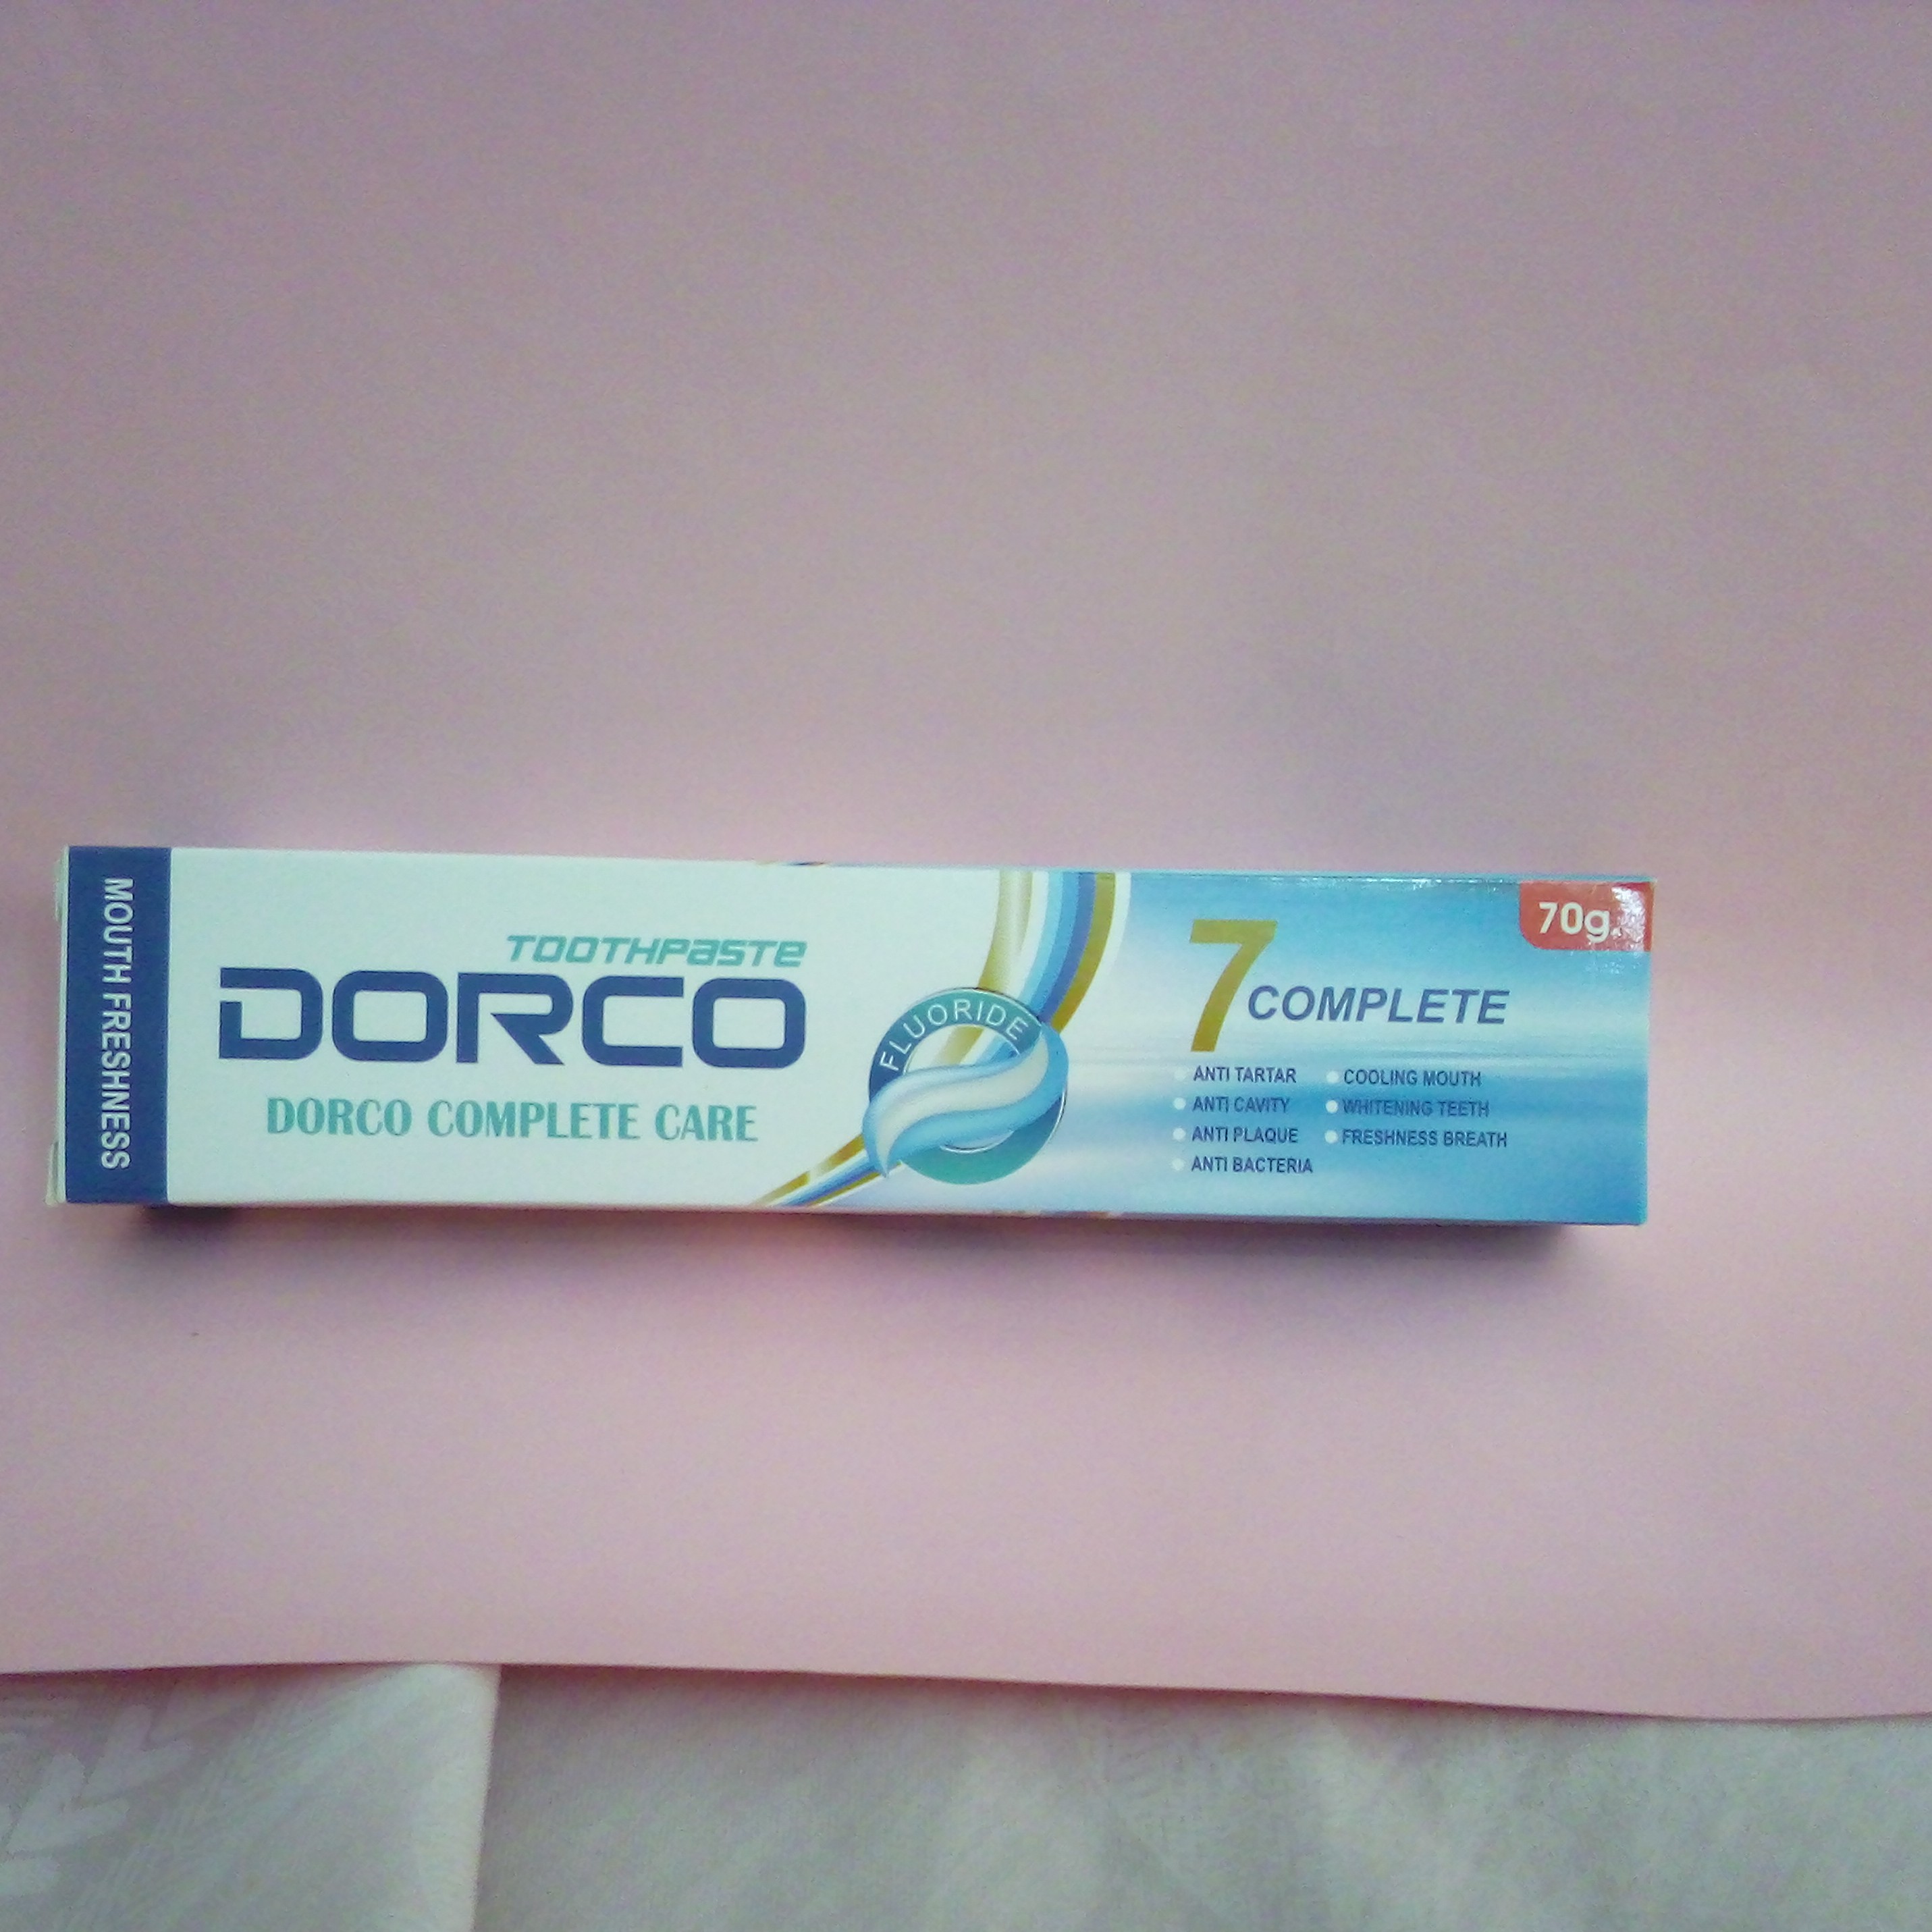 MOUTH FRESHNESS
TOOTHPASTE
DORCO
DORCO COMPLETE CARE
FLUORIDE
7 COMPLETE
ANTI TARTAR
ANTI CAVITY
ANTI PLAQUE
ANTI BACTERIA
COOLING MOUTH
WHITENING TEETH
FRESHNESS BREATH
70g.